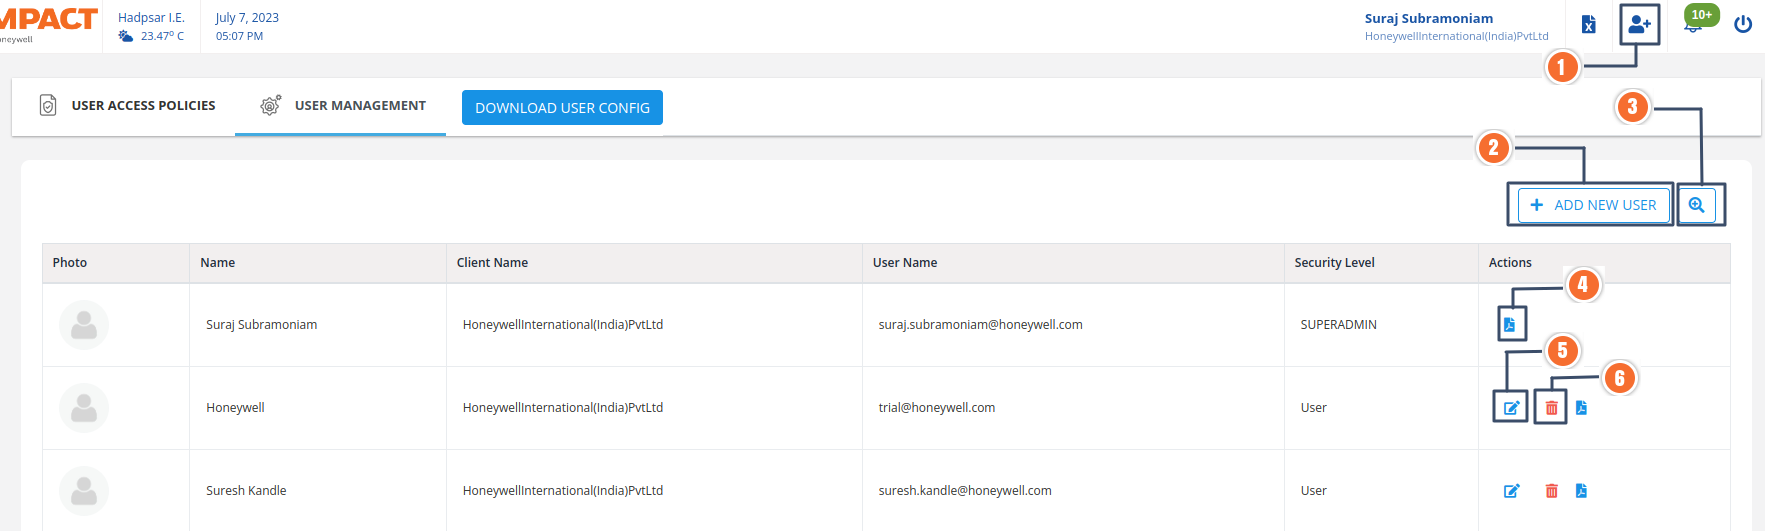 MPACT
oneywell
Hadpsar I.E.
23.47⁰ C
July 7, 2023
05:07 PM
Suraj Subramoniam
HoneywellInternational(India)PvtLtd
10+
1
USER ACCESS POLICIES
USER MANAGEMENT
DOWNLOAD USER CONFIG
3
2
ADD NEW USER
Photo Name Client Name User Name Security Level Actions
4
Suraj Subramoniam HoneywellInternational(India)PvtLtd suraj.subramoniam@honeywell.com SUPERADMIN
5
6
Honeywell HoneywellInternational(India)PvtLtd trial@honeywell.com User
Suresh Kandle HoneywellInternational(India)PvtLtd suresh.kandle@honeywell.com User